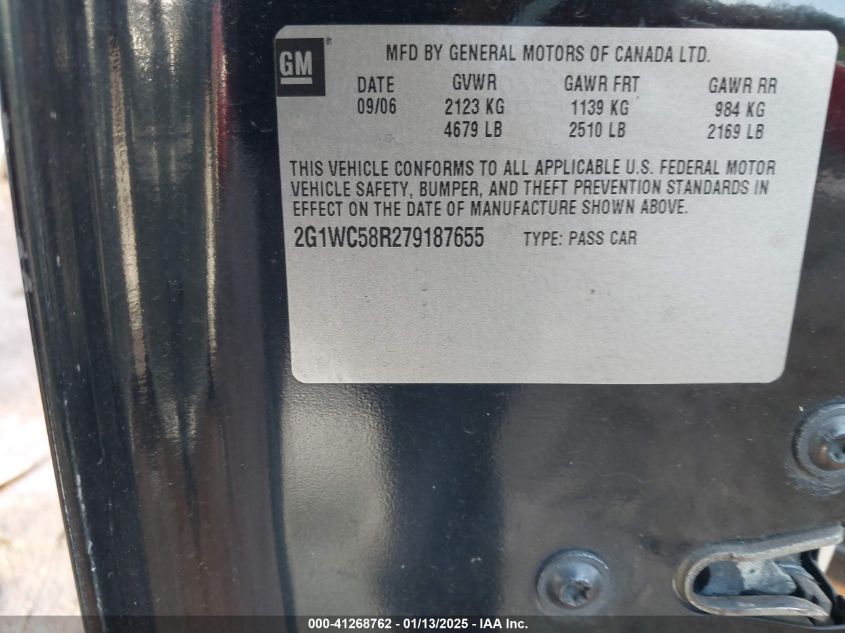 GM
MFD BY GENERAL MOTORS OF CANADA LTD.
DATE GVWR GAWR FRT GAWR RR
09/06 2123 KG 1139 KG 984 KG
4679 LB 2510 LB 2169 LB
THIS VEHICLE CONFORMS TO ALL APPLICABLE U.S. FEDERAL MOTOR
VEHICLE SAFETY, BUMPER, AND THEFT PREVENTION STANDARDS IN
EFFECT ON THE DATE OF MANUFACTURE SHOWN ABOVE.
2G1WC58R279187655 TYPE: PASS CAR
000-41268762 - 01/13/2025 - IAA Inc.